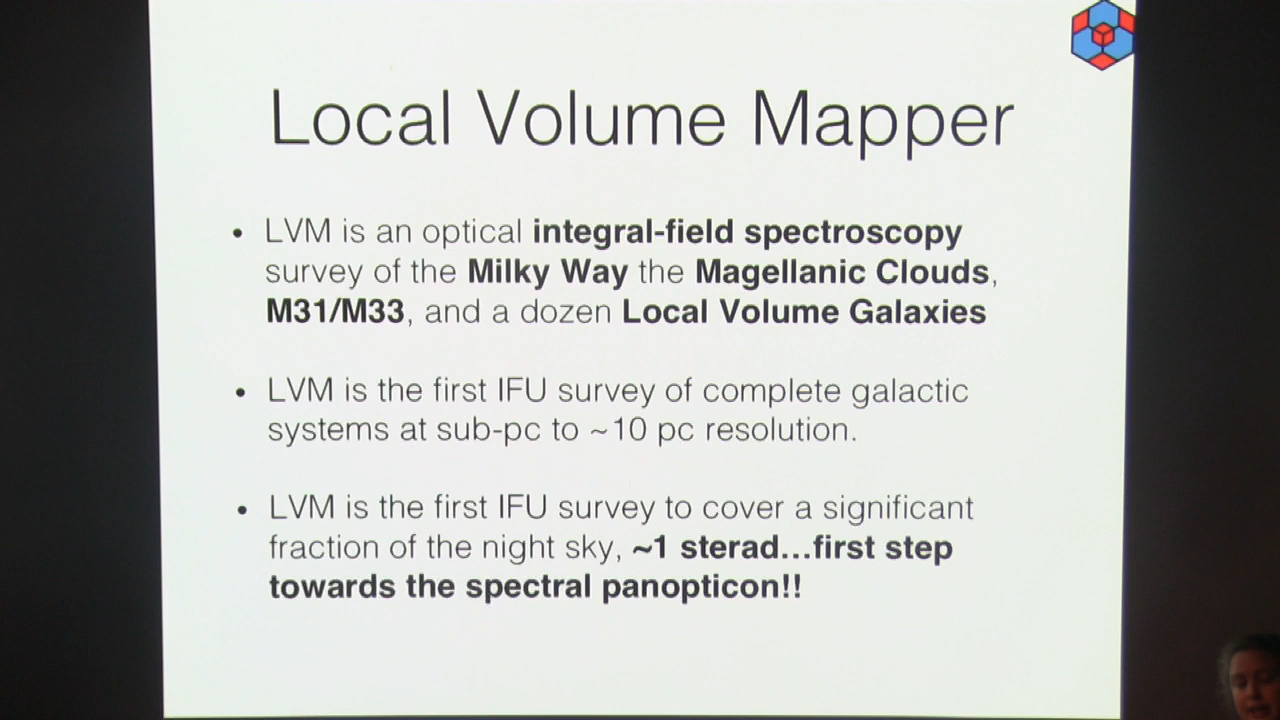 Local Volume Mapper
• LVM is an optical integral-field spectroscopy
survey of the Milky Way the Magellanic Clouds,
M31/M33, and a dozen Local Volume Galaxies
• LVM is the first IFU survey of complete galactic
systems at sub-pc to ~10 pc resolution.
• LVM is the first IFU survey to cover a significant
fraction of the night sky, ~1 sterad...first step
towards the spectral panopticon!!